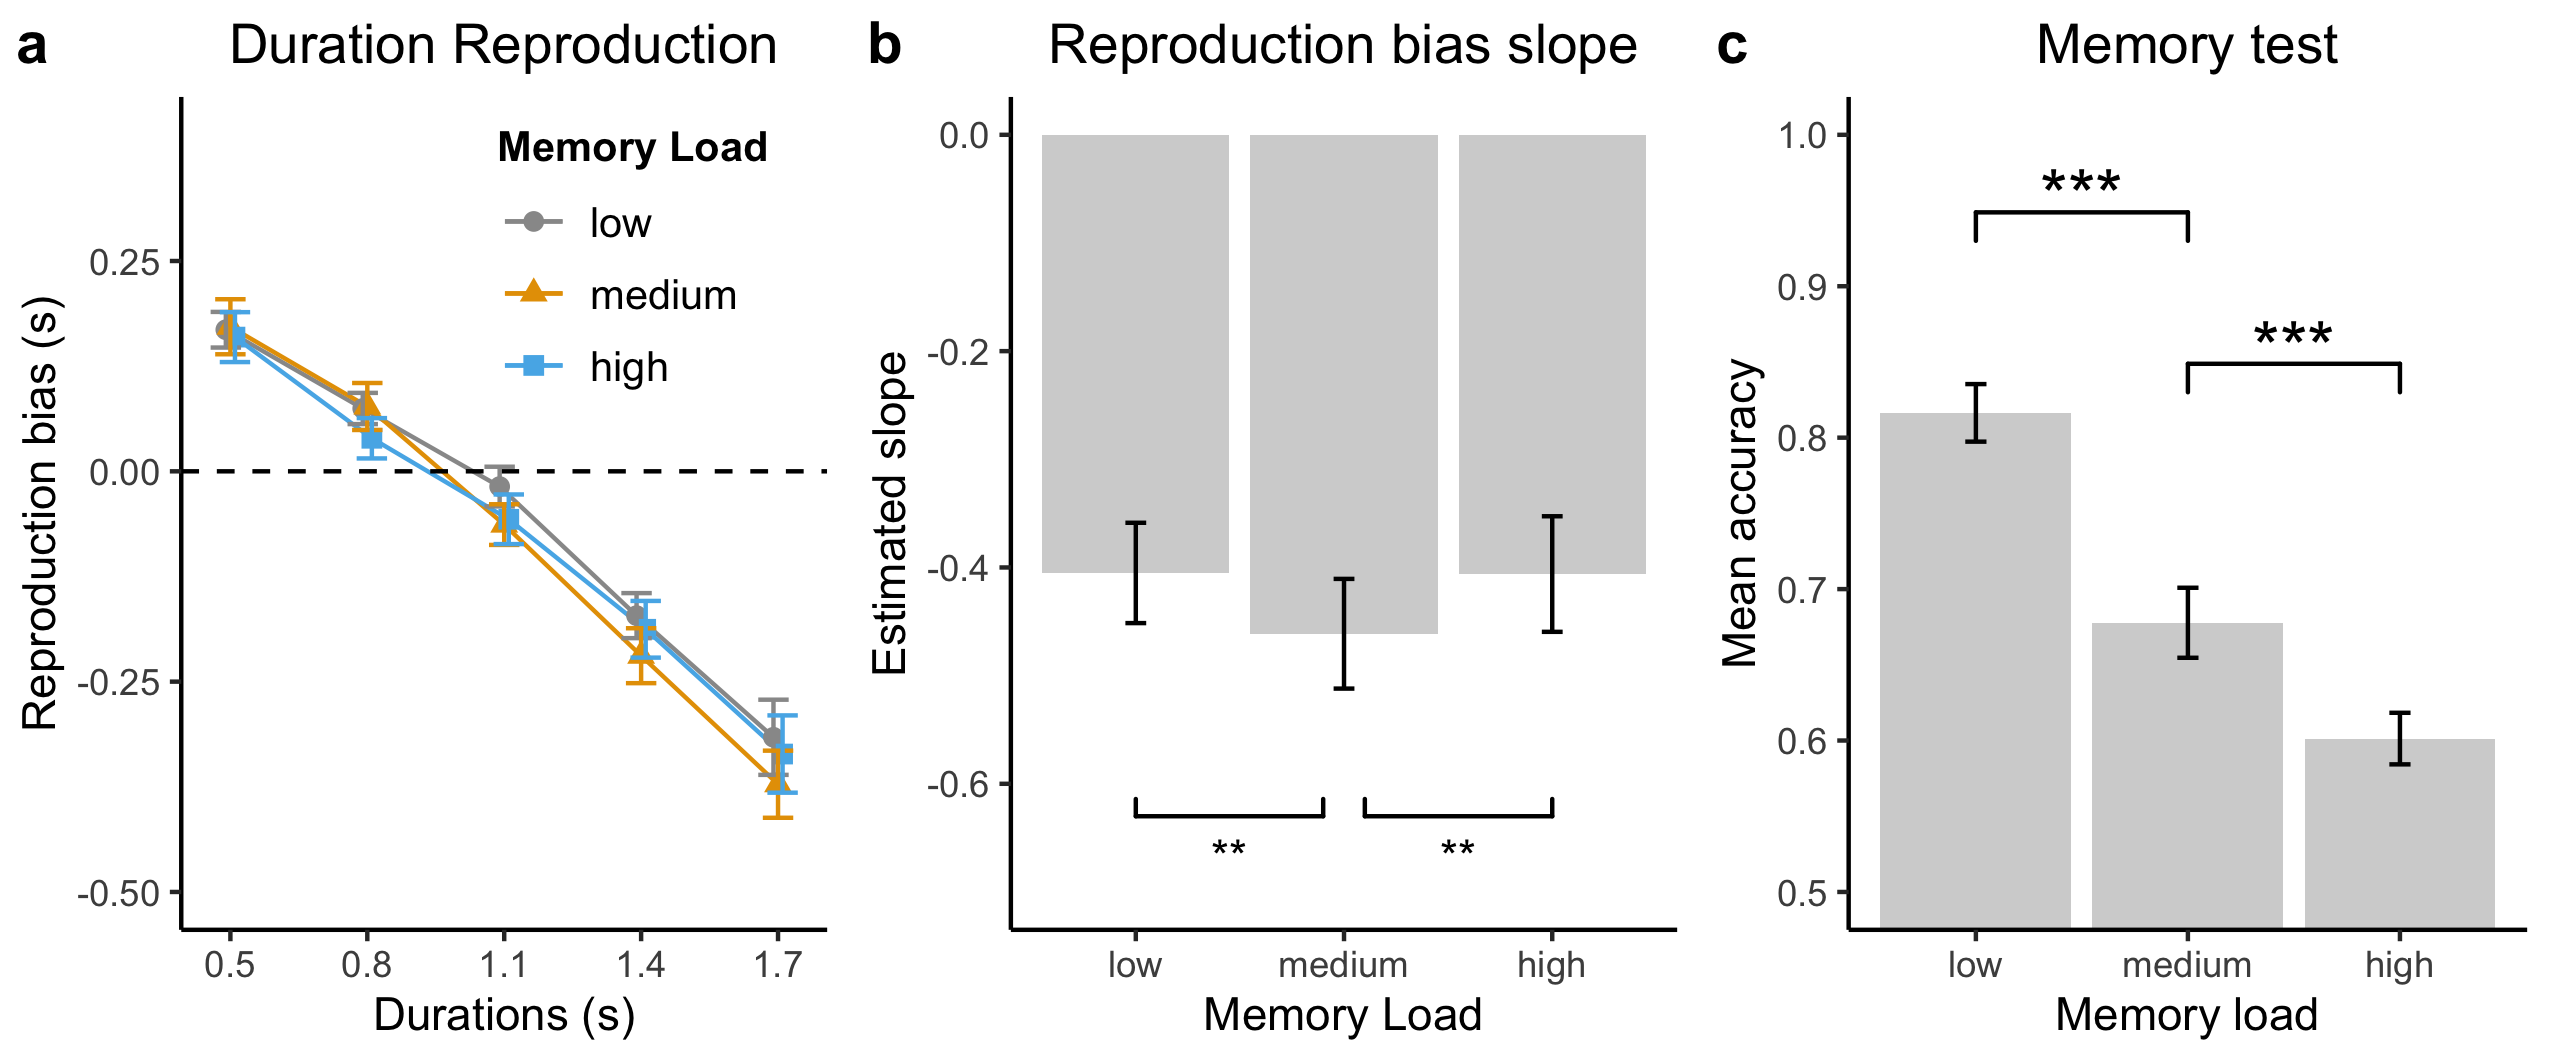 a
Duration Reproduction
Reproduction bias (s)
0.25
0.00
-0.25
-0.50
Memory Load
low
medium
high
0.5 0.8 1.1 1.4 1.7
Durations (s)
b
Reproduction bias slope
Estimated slope
0.0
-0.2
-0.4
-0.6
** **
low medium high
Memory Load
c
Memory test
Mean accuracy
1.0
0.9
0.8
0.7
0.6
0.5
***
***
low medium high
Memory load